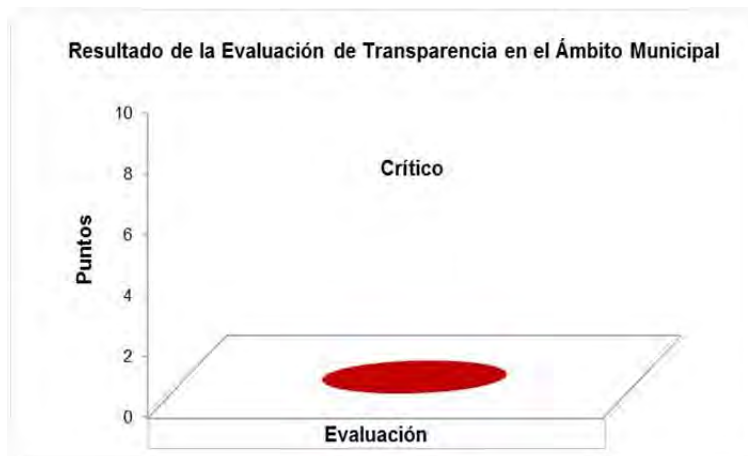 Resultado de la Evaluación de Transparencia en el Ámbito Municipal
10
Crítico
8
6
Puntos
4
2
0
Evaluación